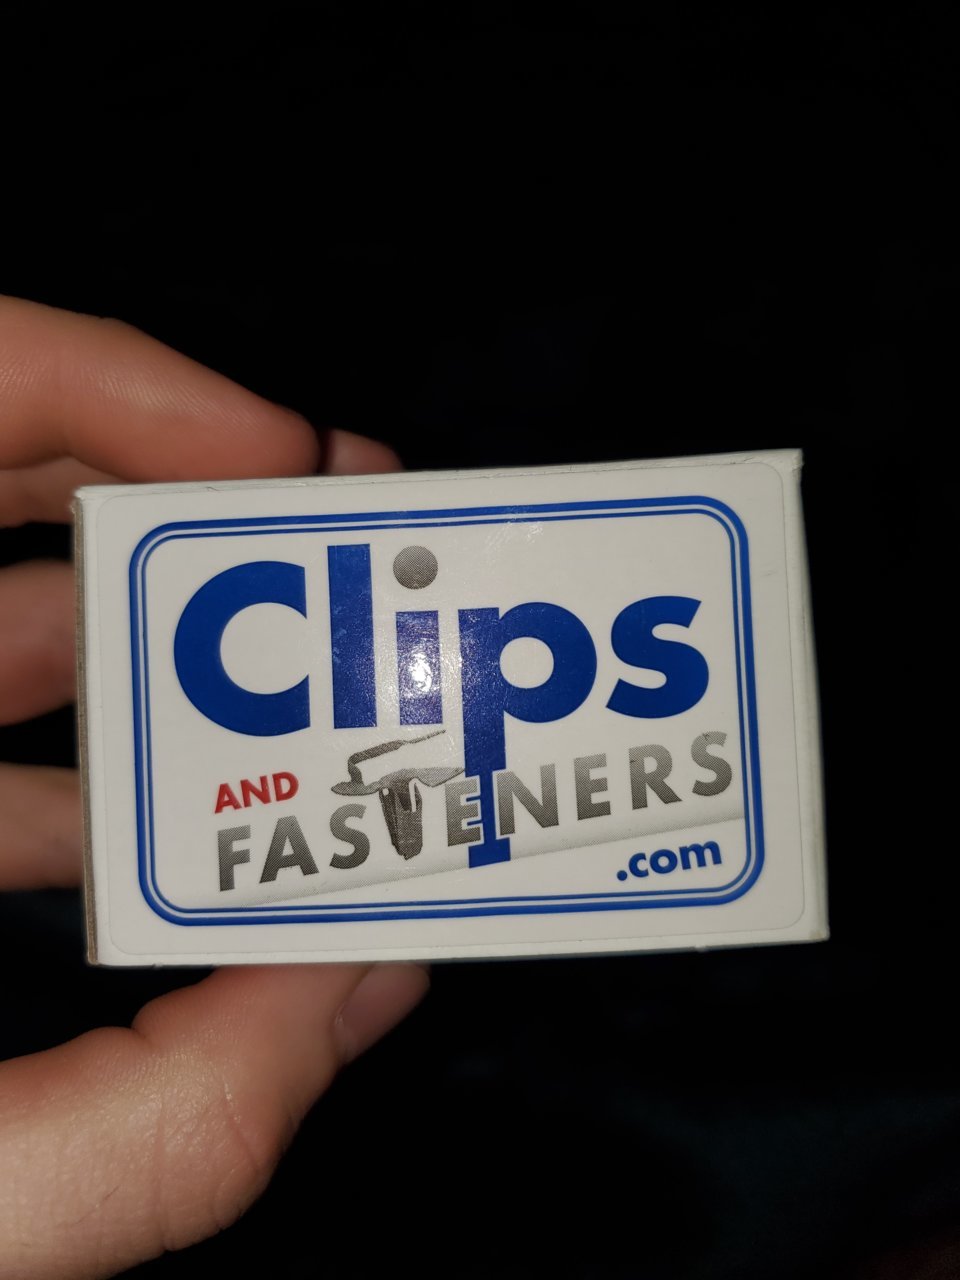 Clips
AND
FASTENERS
.com